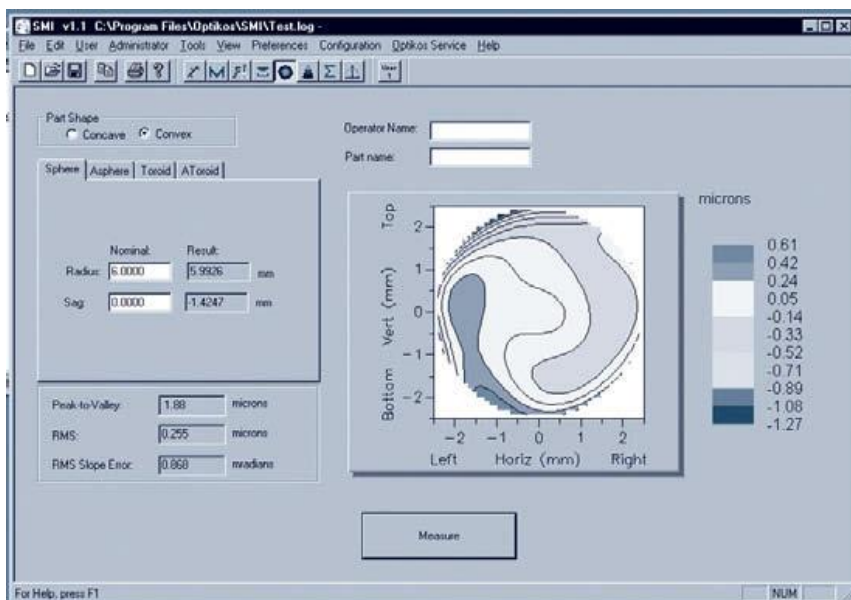 SMI v1.1 C:\Program Files\Optikos\SMI\Test.log -
File Edit User Administrator Tools View Preferences Configuration Optikos Service Help
Part Shape
Concave Convex
Operator Name:
Part name:
Sphere Asphere Toroid AToroid
Nominal: Result:
Radius: 6.0000 5.9926 mm
Sag: 0.0000 -1.4247 mm
Peak-to-Valley: 1.88 microns
RMS: 0.255 microns
RMS Slope Error: 0.868 mradians
Bottom Vert (mm) Top
2
1
0
-1
-2
-2 -1 0 1 2
Left Horiz (mm) Right
microns
0.61
0.42
0.24
0.05
-0.14
-0.33
-0.52
-0.71
-0.89
-1.08
-1.27
Measure
For Help, press F1 NUM